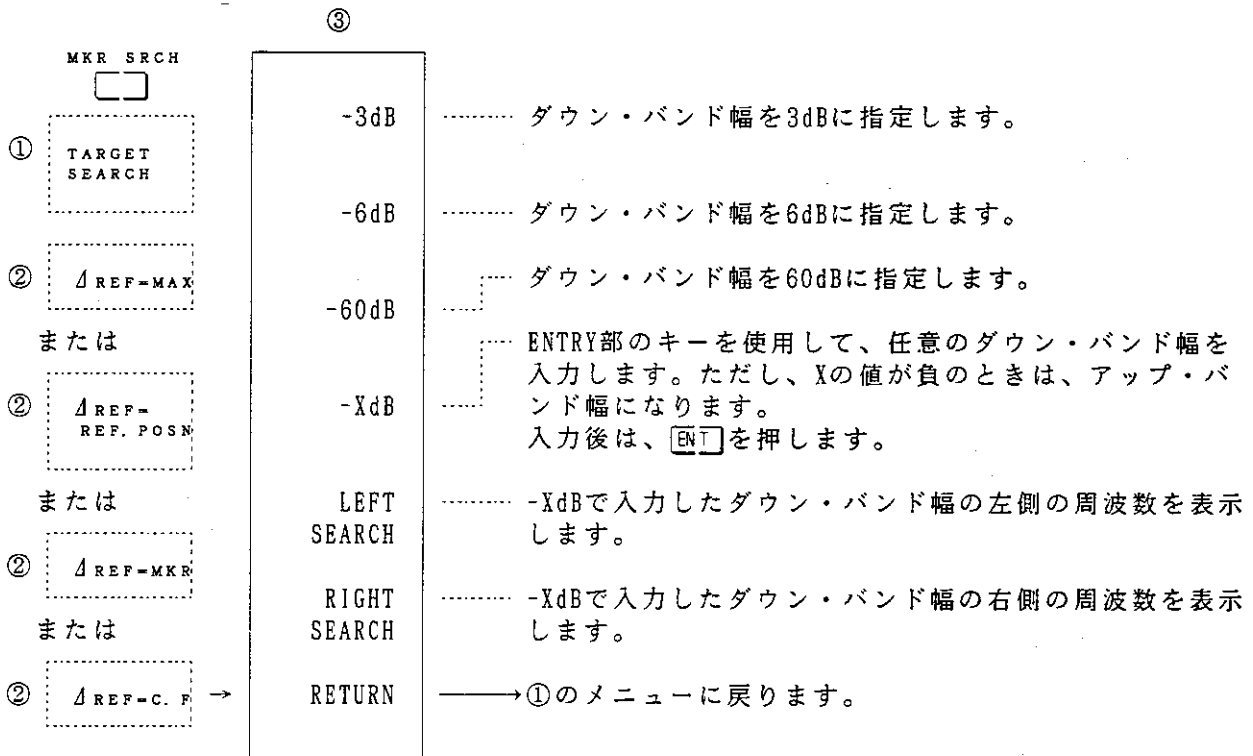 ③
MKR SRCH
① TARGET
SEARCH
② ⊿REF=MAX
または
② ⊿REF=
REF. POSN
または
② ⊿REF=MKR
または
② ⊿REF=C. F →
-3dB ……… ダウン・バンド幅を3dBに指定します。
-6dB ……… ダウン・バンド幅を6dBに指定します。
-60dB ……… ダウン・バンド幅を60dBに指定します。
-XdB ……… ENTRY部のキーを使用して、任意のダウン・バンド幅を
入力します。ただし、Xの値が負のときは、アップ・バ
ンド幅になります。
入力後は、ENTを押します。
LEFT
SEARCH ……… -XdBで入力したダウン・バンド幅の左側の周波数を表示
します。
RIGHT
SEARCH ……… -XdBで入力したダウン・バンド幅の右側の周波数を表示
します。
RETURN ―→①のメニューに戻ります。